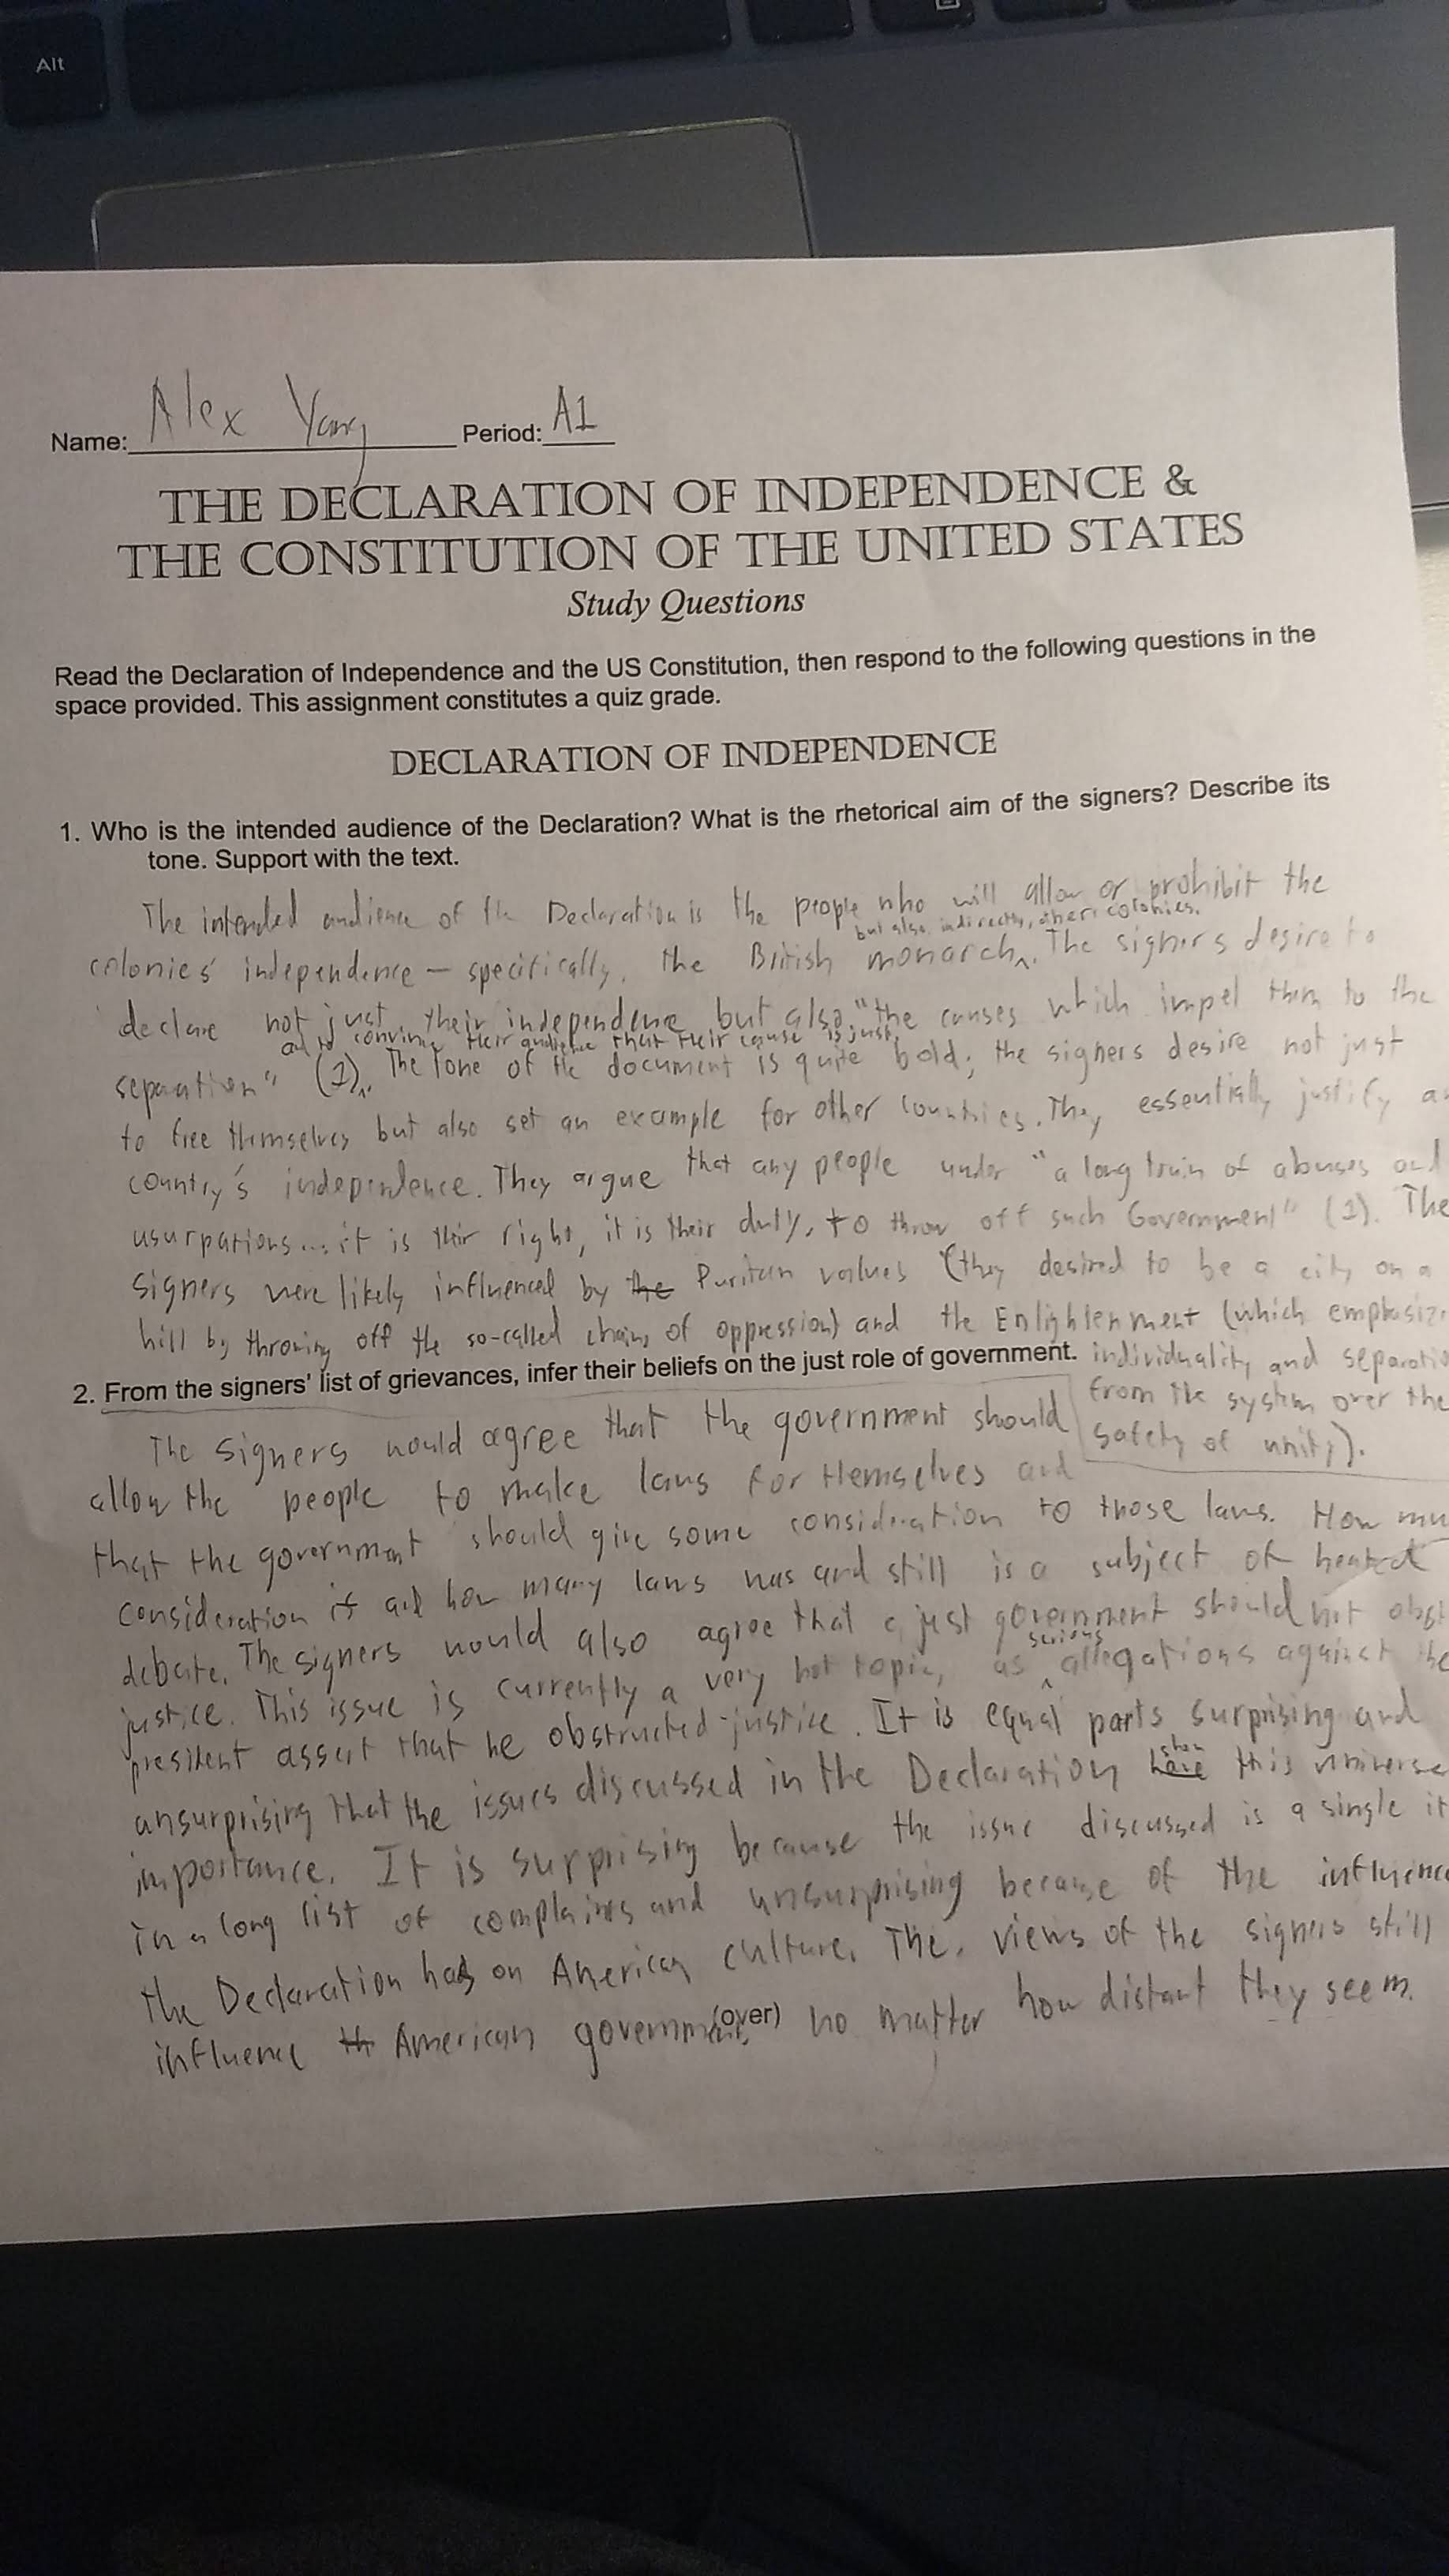 Alt
Name: Alex Yang Period: A1
THE DECLARATION OF INDEPENDENCE &
THE CONSTITUTION OF THE UNITED STATES
Study Questions
Read the Declaration of Independence and the US Constitution, then respond to the following questions in the
space provided. This assignment constitutes a quiz grade.
DECLARATION OF INDEPENDENCE
1. Who is the intended audience of the Declaration? What is the rhetorical aim of the signers? Describe its
tone. Support with the text.
The intended audience of the Declaration is the people who will allow or prohibit the
but also, indirectly, other colonies.
colonies' independence – specifically, the British monarch. The signers desire to
declare not just their independence but also "the causes which impel them to the
and to convince their audience that their cause is just.
separation" (1). The tone of the document is quite bold; the signers desire not just
to free themselves but also set an example for other countries. They essentially justify a
country's independence. They argue that any people under "a long train of abuses and
usurpations... it is their right, it is their duty, to throw off such Government" (1). The
signers were likely influenced by the Puritan values (they desired to be a city on a
hill by throwing off the so-called chains of oppression) and the Enlightenment (which emphasize
individuality and separatio
from the system over the
safety of unity).
2. From the signers' list of grievances, infer their beliefs on the just role of government.
The signers would agree that the government should
allow the people to make laws for themselves and
that the government should give some consideration to those laws. How mu
consideration is and how many laws was and still is a subject of heated
debate. The signers would also agree that a just government should not obst
serious
justice. This issue is currently a very hot topic, as allegations against the
president assert that he obstructed justice. It is equal parts surprising and
unsurprising that the issues discussed in the Declaration have this universa
importance. It is surprising because the issue discussed is a single it
in a long list of complaints and unsurprising because of the influence
the Declaration has on American culture. The views of the signers still
influence th American government, no matter how distant they seem.
(over)